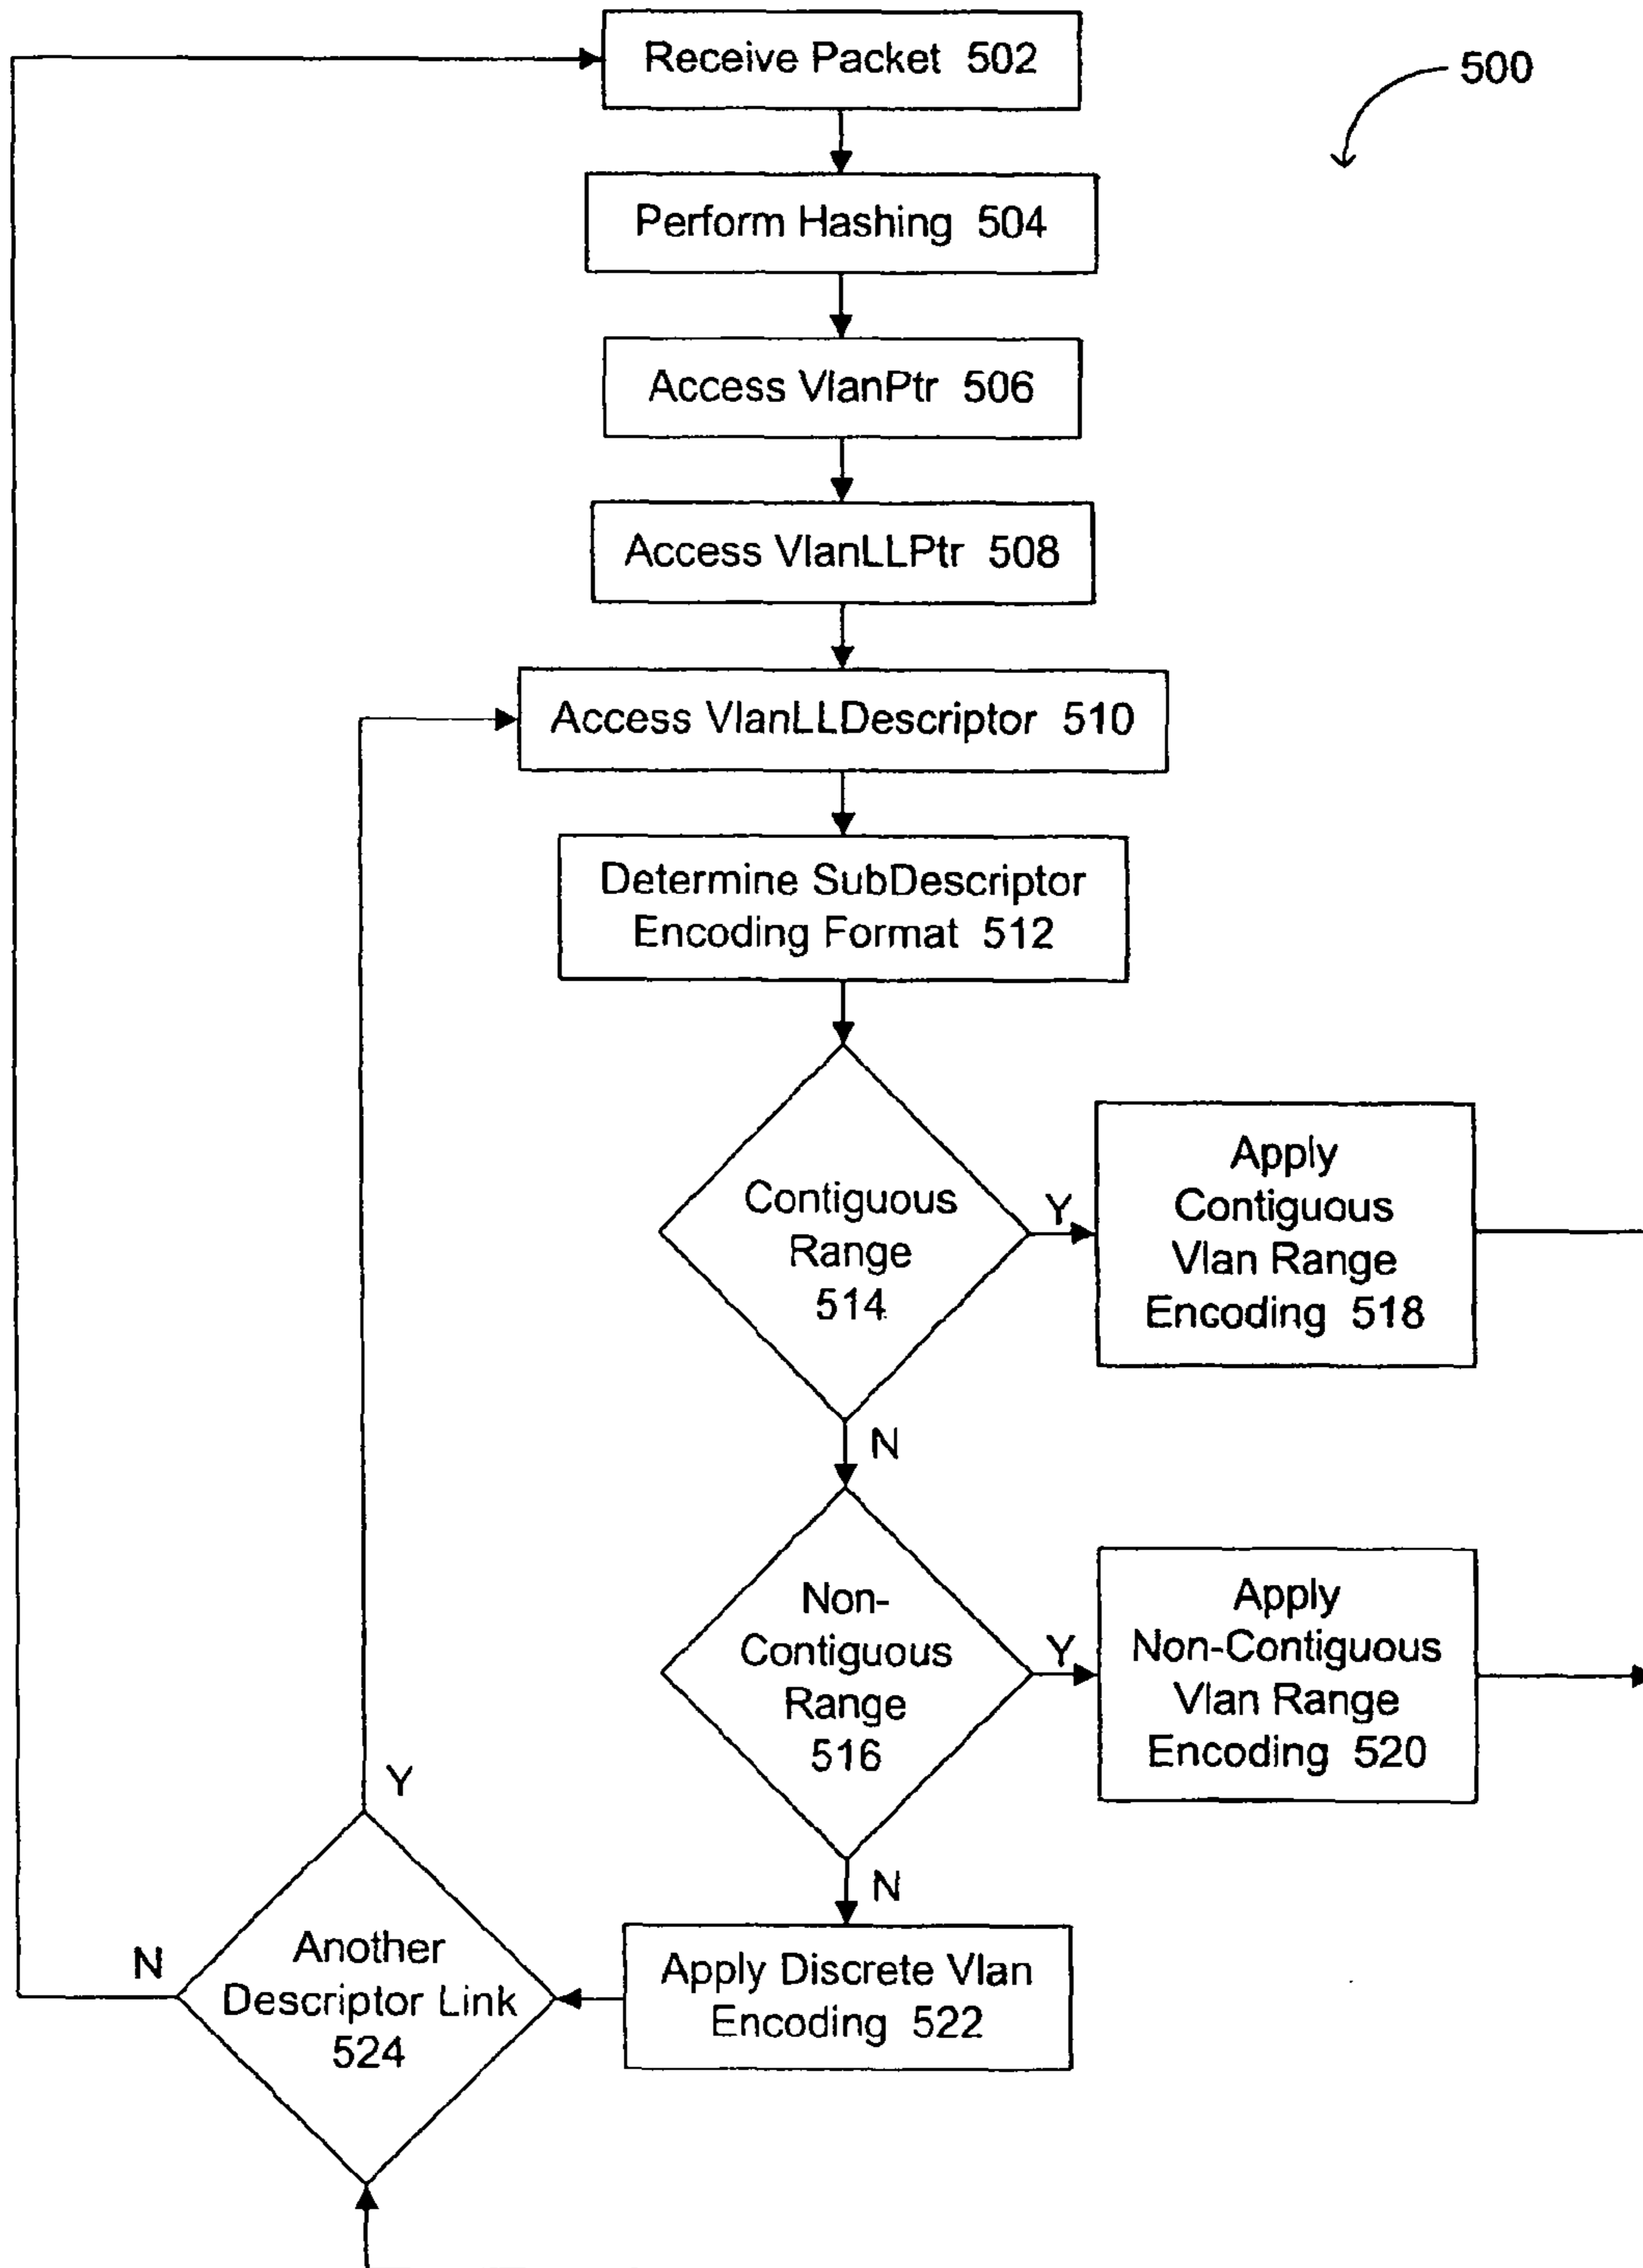 Receive Packet 502
500
Perform Hashing 504
Access VlanPtr 506
Access VlanLLPtr 508
Access VlanLLDescriptor 510
Determine SubDescriptor
Encoding Format 512
Contiguous
Range
514
Y
Apply
Contiguous
Vlan Range
Encoding 518
N
Non-
Contiguous
Range
516
Y
Apply
Non-Contiguous
Vlan Range
Encoding 520
Y
N
N
Another
Descriptor Link
524
Apply Discrete Vlan
Encoding 522